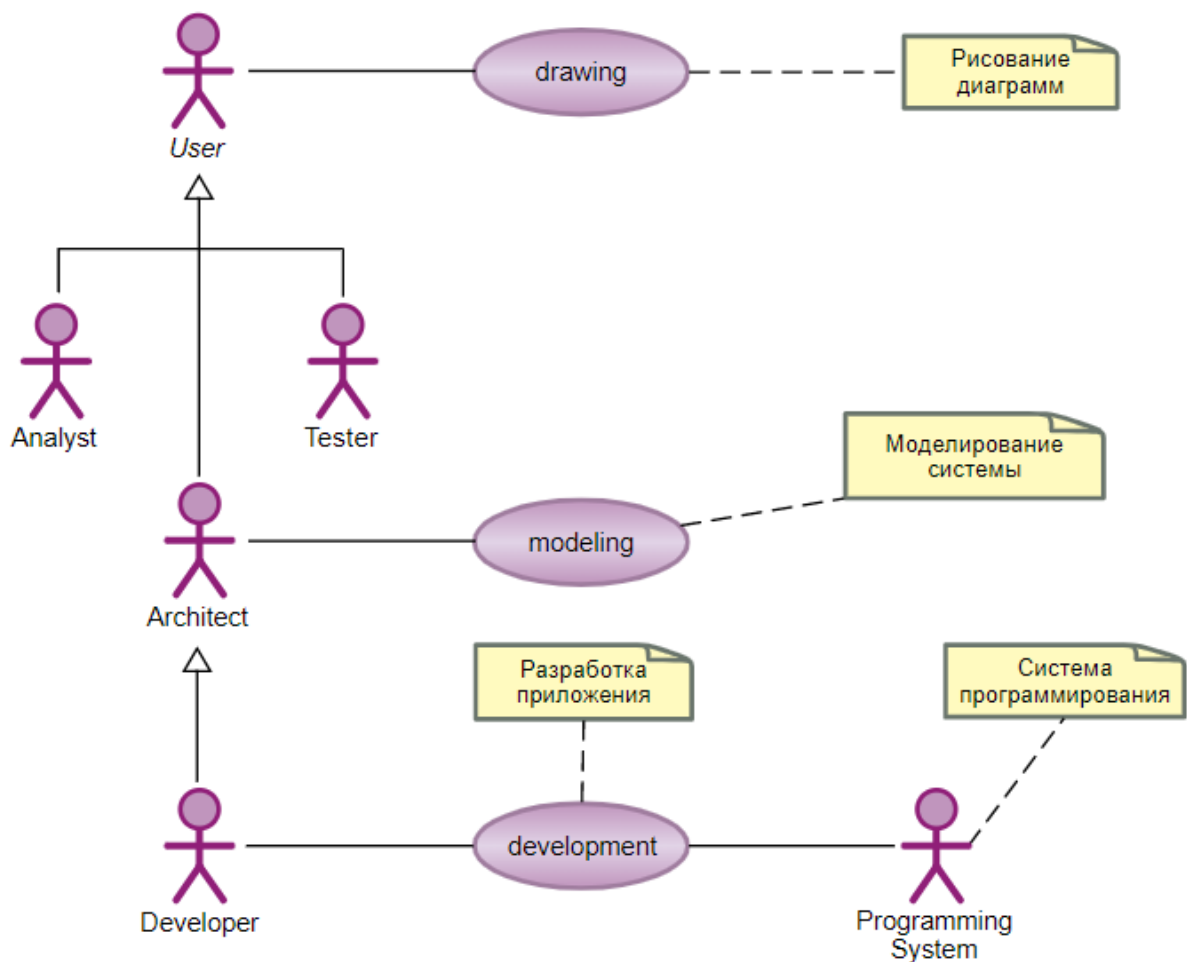 drawing
Рисование
диаграмм
User
Analyst
Tester
Моделирование
системы
modeling
Architect
Разработка
приложения
Система
программирования
development
Developer
Programming
System